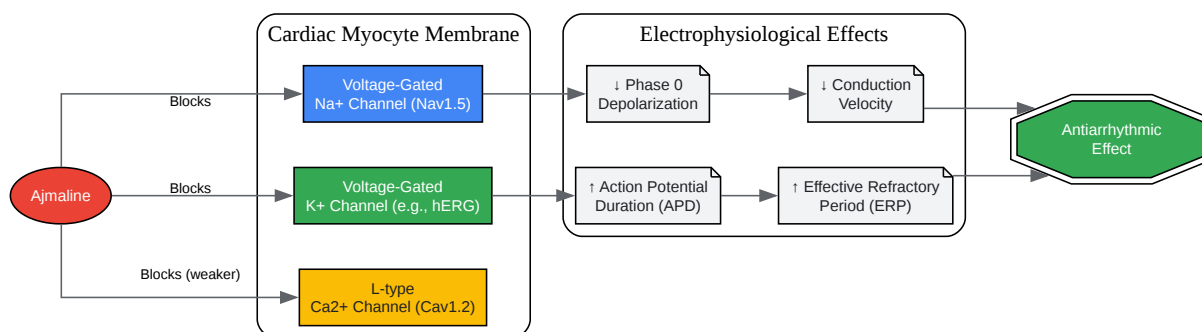 Cardiac Myocyte Membrane
Electrophysiological Effects
Blocks
Voltage-Gated
Na+ Channel (Nav1.5)
↓ Phase 0
Depolarization
↓ Conduction
Velocity
Antiarrhythmic
Effect
Ajmaline
Blocks
Voltage-Gated
K+ Channel (e.g., hERG)
↑ Action Potential
Duration (APD)
↑ Effective Refractory
Period (ERP)
Blocks (weaker)
L-type
Ca2+ Channel (Cav1.2)